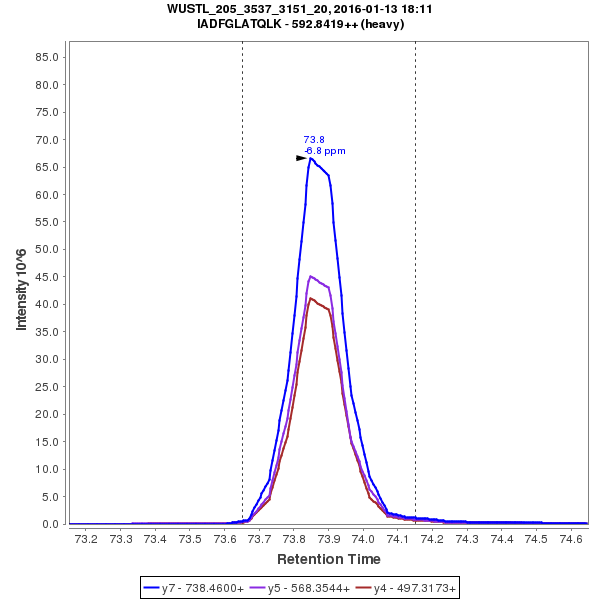 WUSTL_205_3537_3151_20, 2016-01-13 18:11
IADFGLATQLK - 592.8419++ (heavy)
85.0
80.0
75.0
70.0
65.0
60.0
55.0
50.0
45.0
40.0
35.0
30.0
25.0
20.0
15.0
10.0
5.0
0.0
Intensity 10^6
73.8
-6.8 ppm
73.2 73.3 73.4 73.5 73.6 73.7 73.8 73.9 74.0 74.1 74.2 74.3 74.4 74.5 74.6
Retention Time
y7 - 738.4600+ y5 - 568.3544+ y4 - 497.3173+